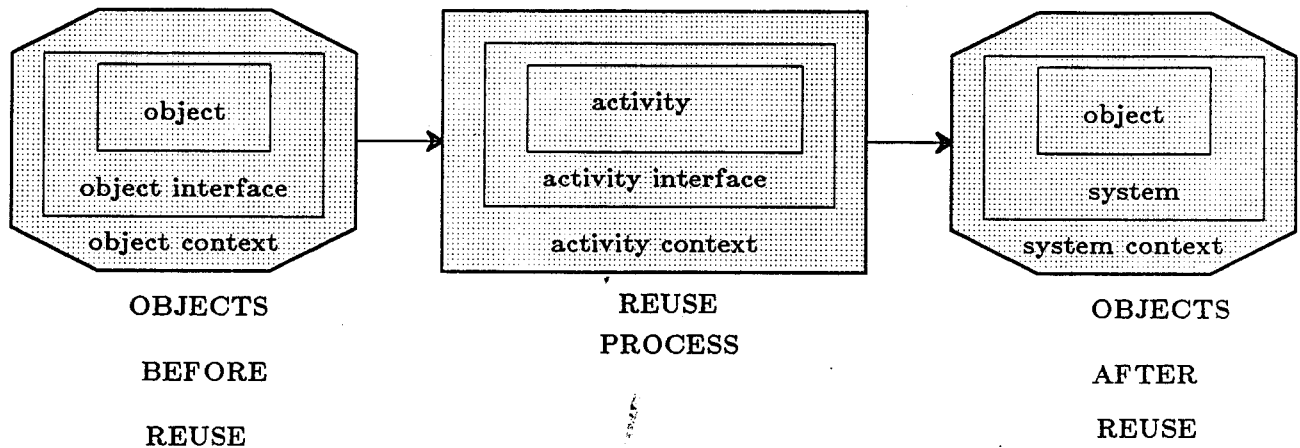 object
object interface
object context
OBJECTS
BEFORE
REUSE
activity
activity interface
activity context
REUSE
PROCESS
object
system
system context
OBJECTS
AFTER
REUSE